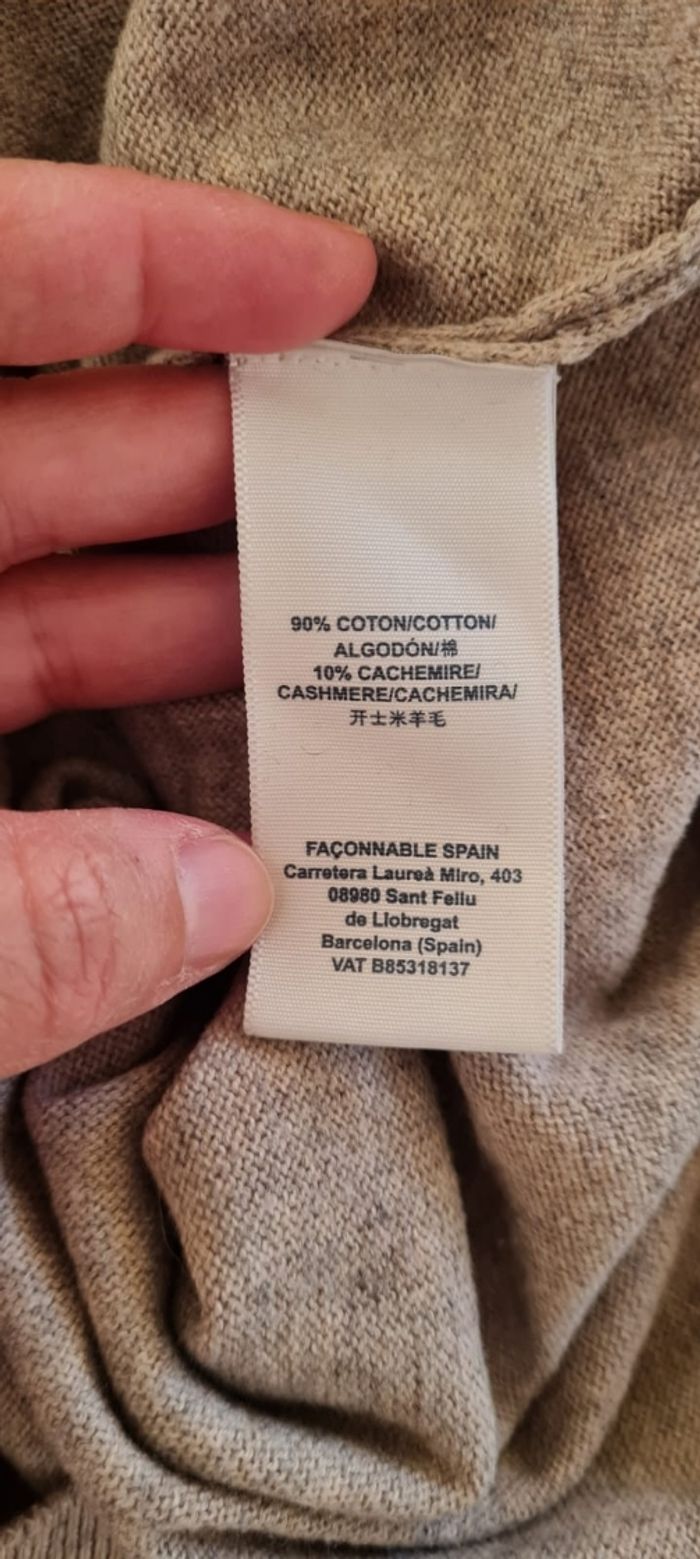 90% COTON/COTTON/
ALGODÓN/棉
10% CACHEMIRE/
CASHMERE/CACHEMIRA/
开士米羊毛
FAÇONNABLE SPAIN
Carretera Laureà Miro, 403
08980 Sant Feliu
de Llobregat
Barcelona (Spain)
VAT B85318137